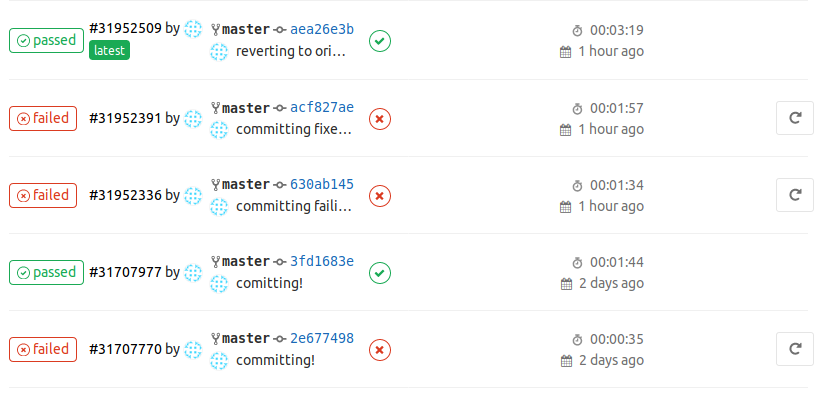 passed #31952509 by master aea26e3b 00:03:19
latest reverting to ori... 1 hour ago
failed #31952391 by master acf827ae 00:01:57
committing fixe... 1 hour ago
failed #31952336 by master 630ab145 00:01:34
committing faili... 1 hour ago
passed #31707977 by master 3fd1683e 00:01:44
comitting! 2 days ago
failed #31707770 by master 2e677498 00:00:35
committing! 2 days ago